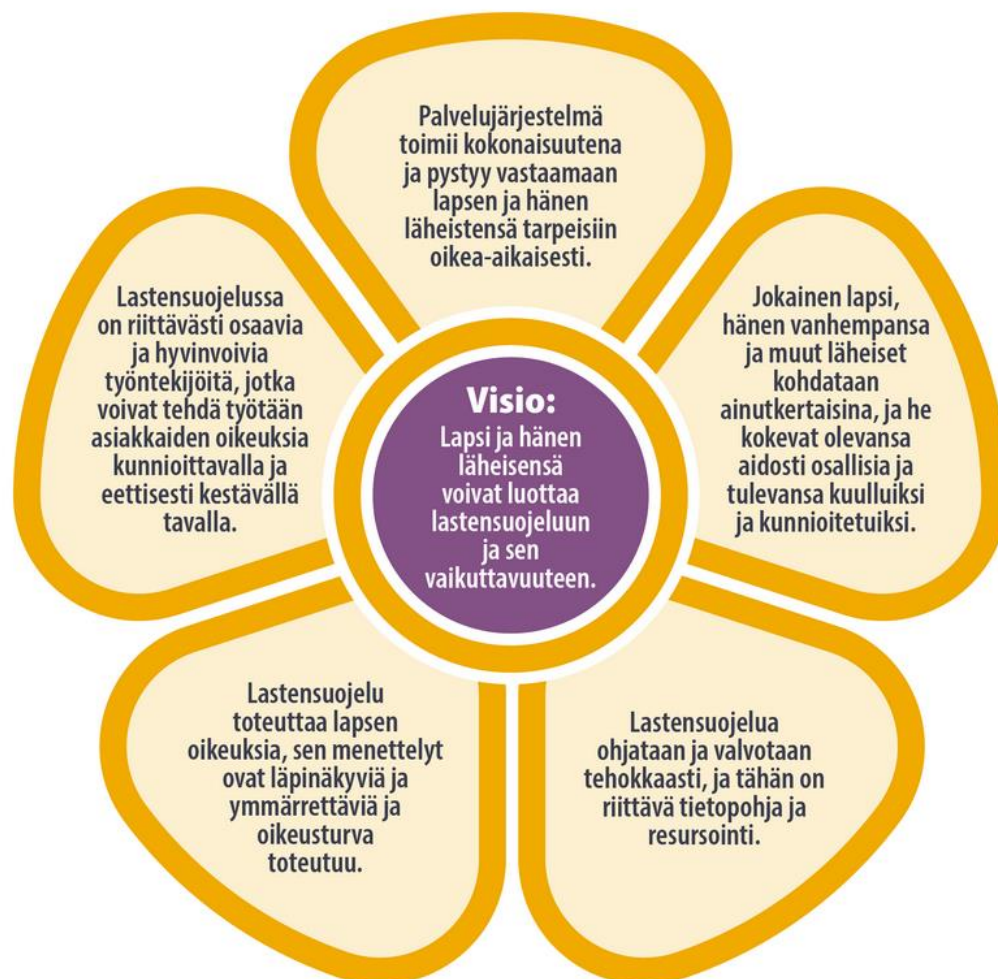 Palvelujärjestelmä
toimii kokonaisuutena
ja pystyy vastaamaan
lapsen ja hänen
läheistensä tarpeisiin
oikea-aikaisesti.
Lastensuojelussa
on riittävästi osaavia
ja hyvinvoivia
työntekijöitä, jotka
voivat tehdä työtään
asiakkaiden oikeuksia
kunnioittavalla ja
eettisesti kestävällä
tavalla.
Visio:
Lapsi ja hänen
läheisensä
voivat luottaa
lastensuojeluun
ja sen
vaikuttavuuteen.
Jokainen lapsi,
hänen vanhempansa
ja muut läheiset
kohdataan
ainutkertaisina, ja he
kokevat olevansa
aidosti osallisia ja
tulevansa kuulluiksi
ja kunnioitetuiksi.
Lastensuojelu
toteuttaa lapsen
oikeuksia, sen menettelyt
ovat läpinäkyviä ja
ymmärrettäviä ja
oikeusturva
toteutuu.
Lastensuojelua
ohjataan ja valvotaan
tehokkaasti, ja tähän on
riittävä tietopohja ja
resursointi.